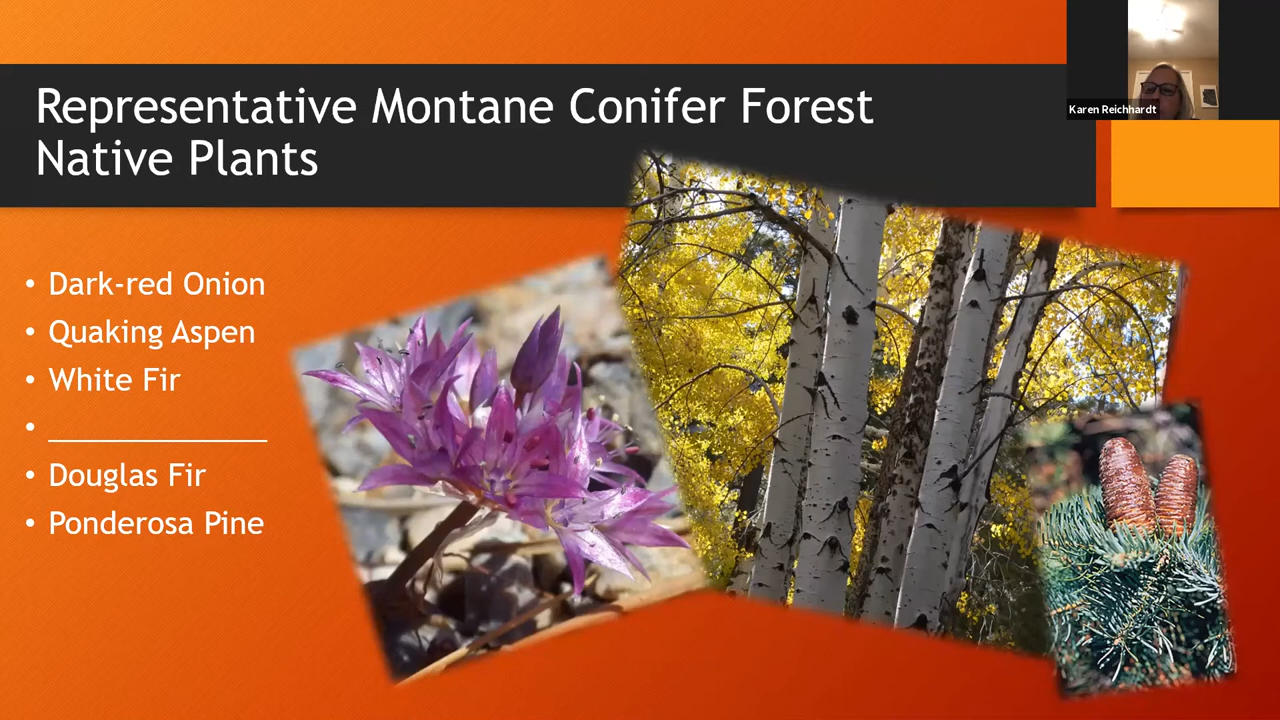 Representative Montane Conifer Forest
Native Plants
Karen Reichhardt
• Dark-red Onion
• Quaking Aspen
• White Fir
• ______________
• Douglas Fir
• Ponderosa Pine